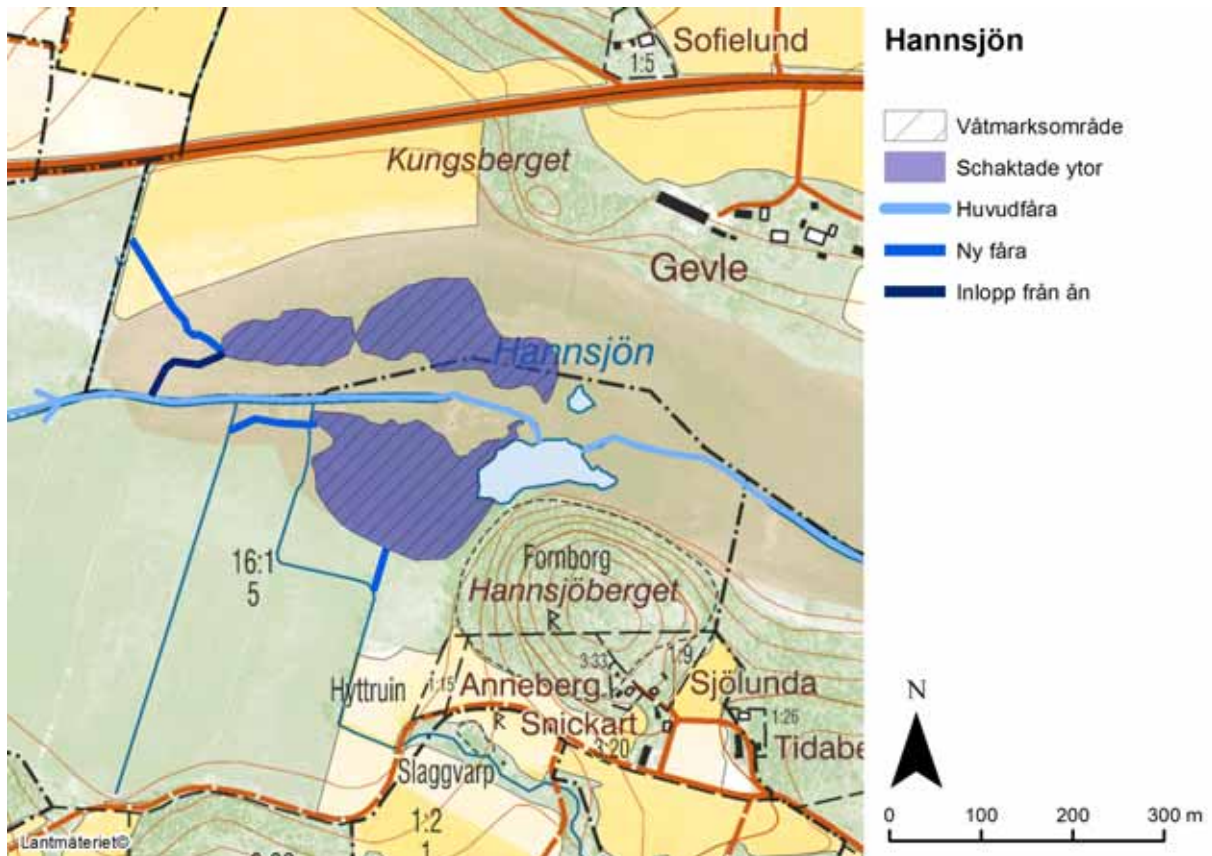 Sofielund
1:5
Kungsberget
Gevle
Hannsjön
16:1
5
Fornborg
Hannsjöberget
R
3:33
1:9
Hyttruin
1:15
Anneberg
Sjölunda
R
Snickart
1:26
3:20
Tidabe
Slaggvarp
1:2
1
Lantmäteriet©
Hannsjön
Våtmarksområde
Schaktade ytor
Huvudfåra
Ny fåra
Inlopp från ån
N
0 100 200 300 m